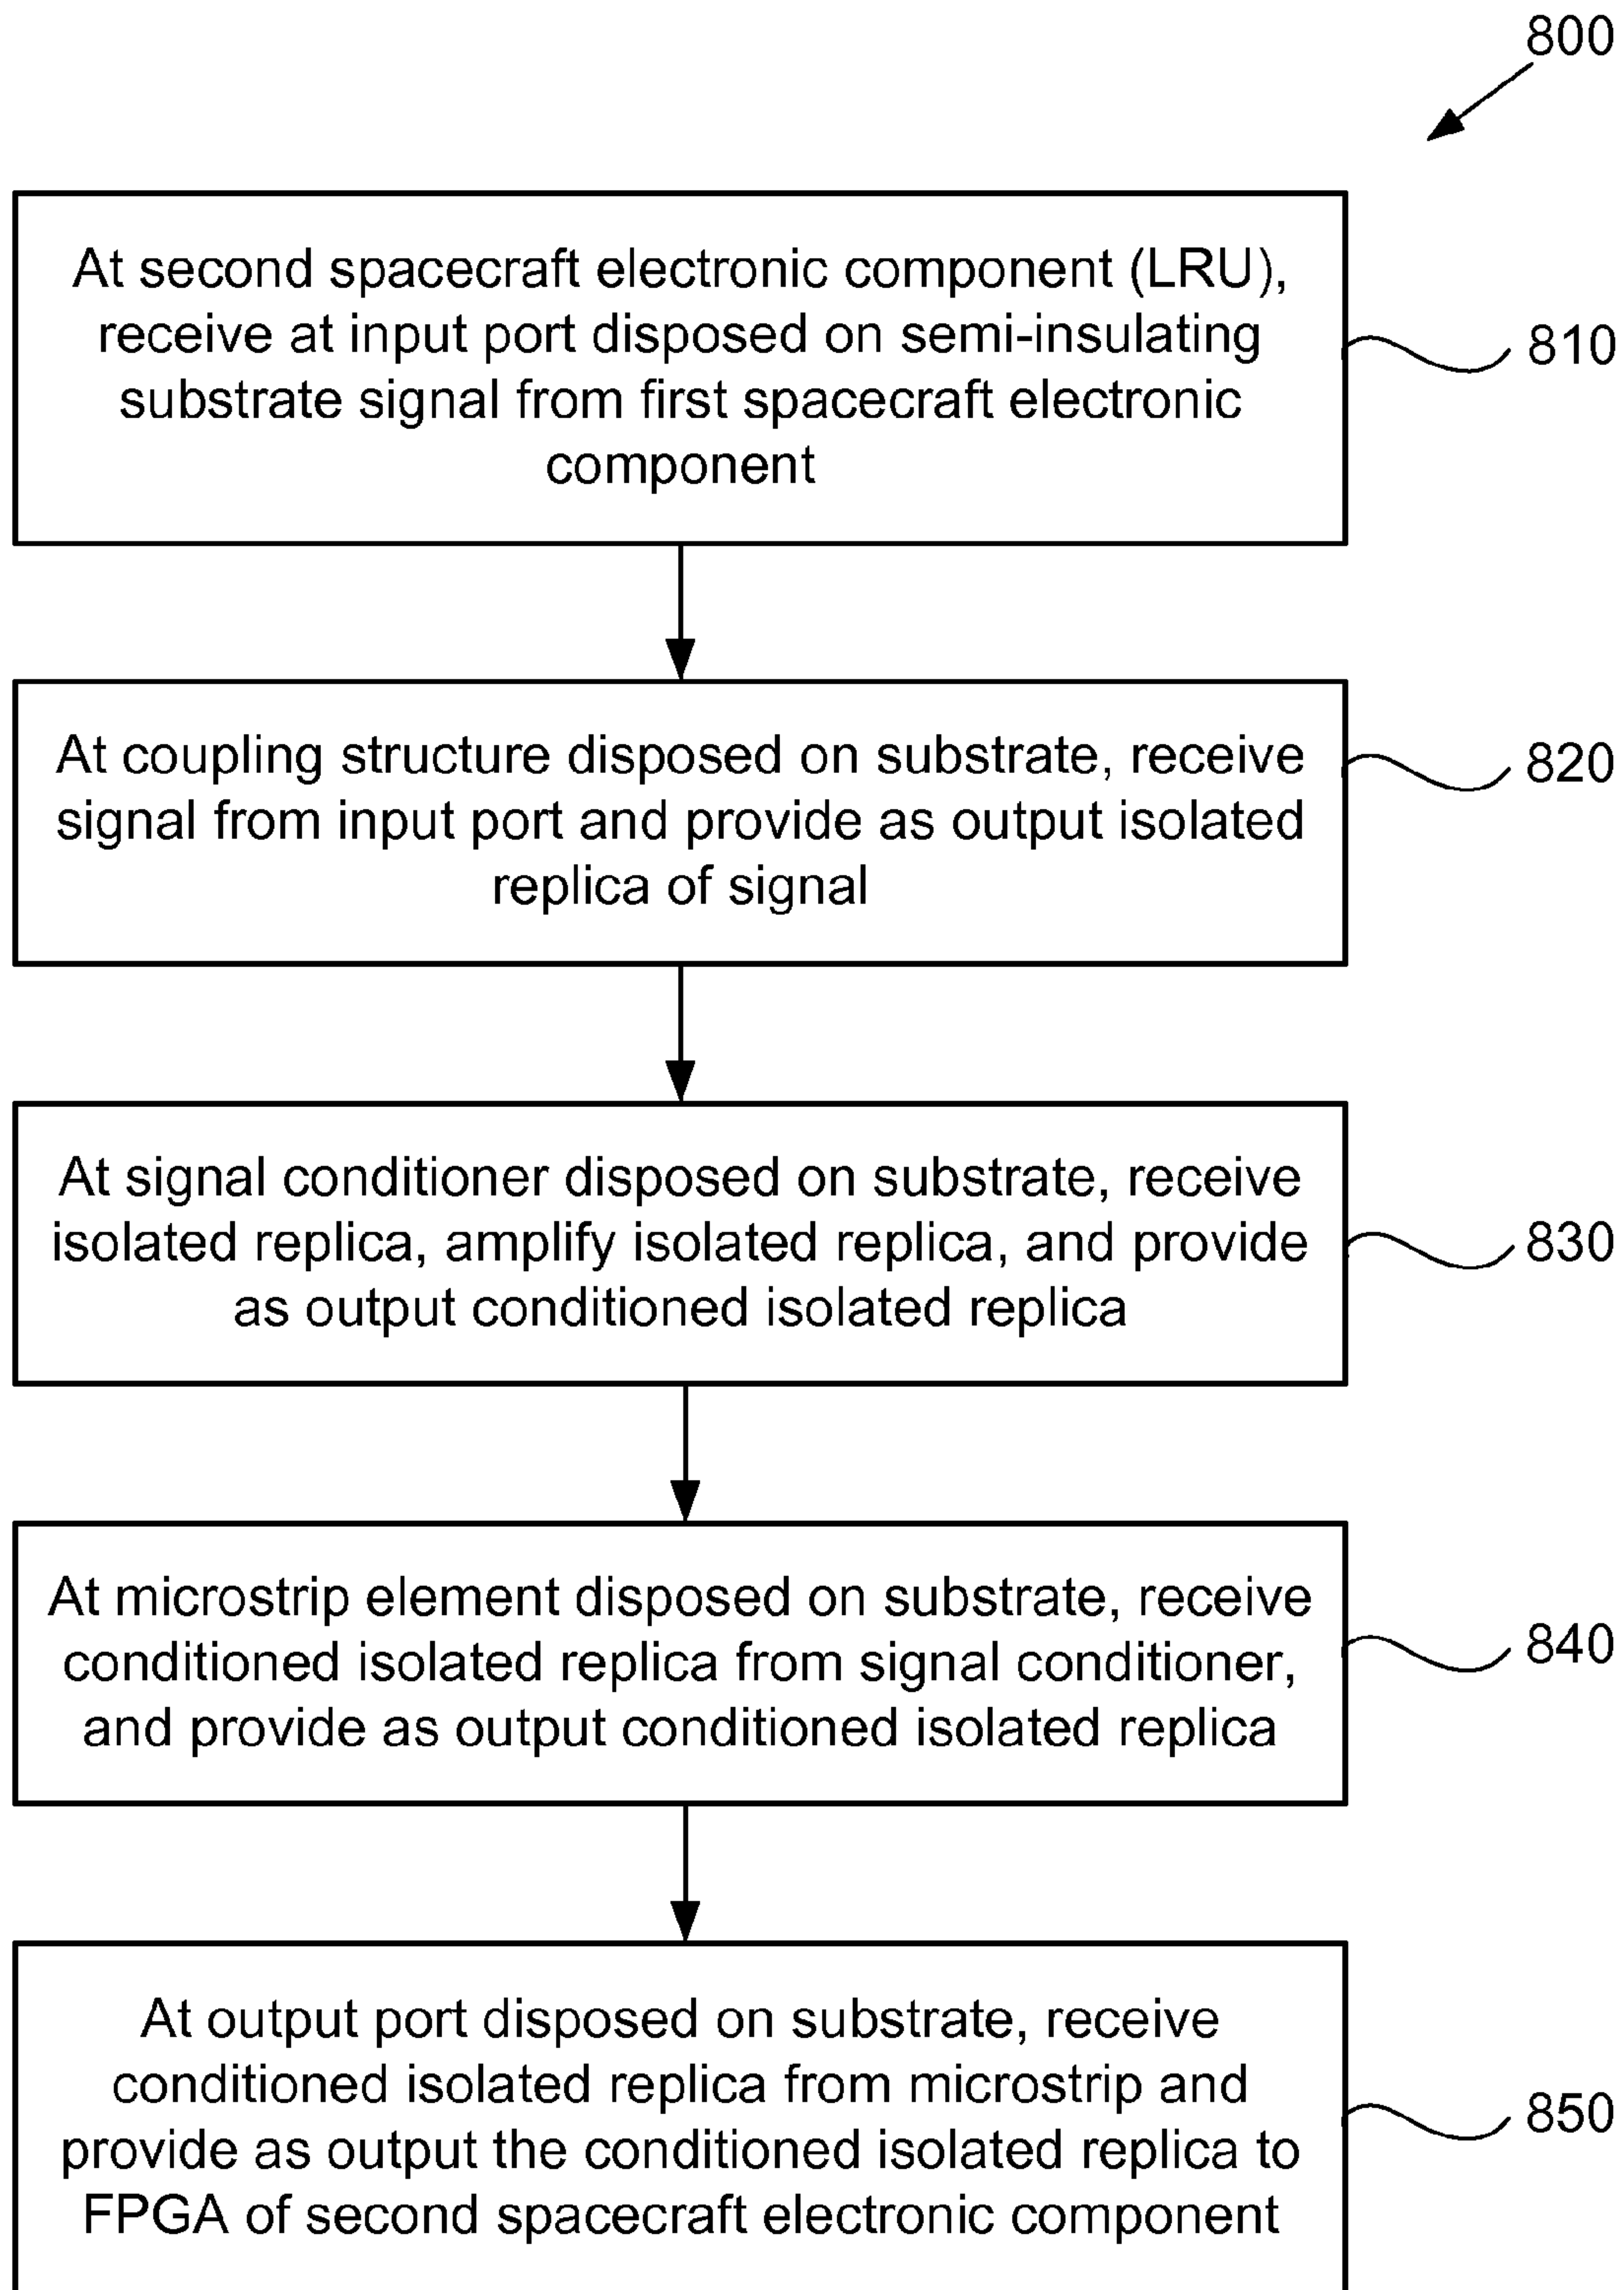 800
At second spacecraft electronic component (LRU),
receive at input port disposed on semi-insulating
substrate signal from first spacecraft electronic
component
810
At coupling structure disposed on substrate, receive
signal from input port and provide as output isolated
replica of signal
820
At signal conditioner disposed on substrate, receive
isolated replica, amplify isolated replica, and provide
as output conditioned isolated replica
830
At microstrip element disposed on substrate, receive
conditioned isolated replica from signal conditioner,
and provide as output conditioned isolated replica
840
At output port disposed on substrate, receive
conditioned isolated replica from microstrip and
provide as output the conditioned isolated replica to
FPGA of second spacecraft electronic component
850